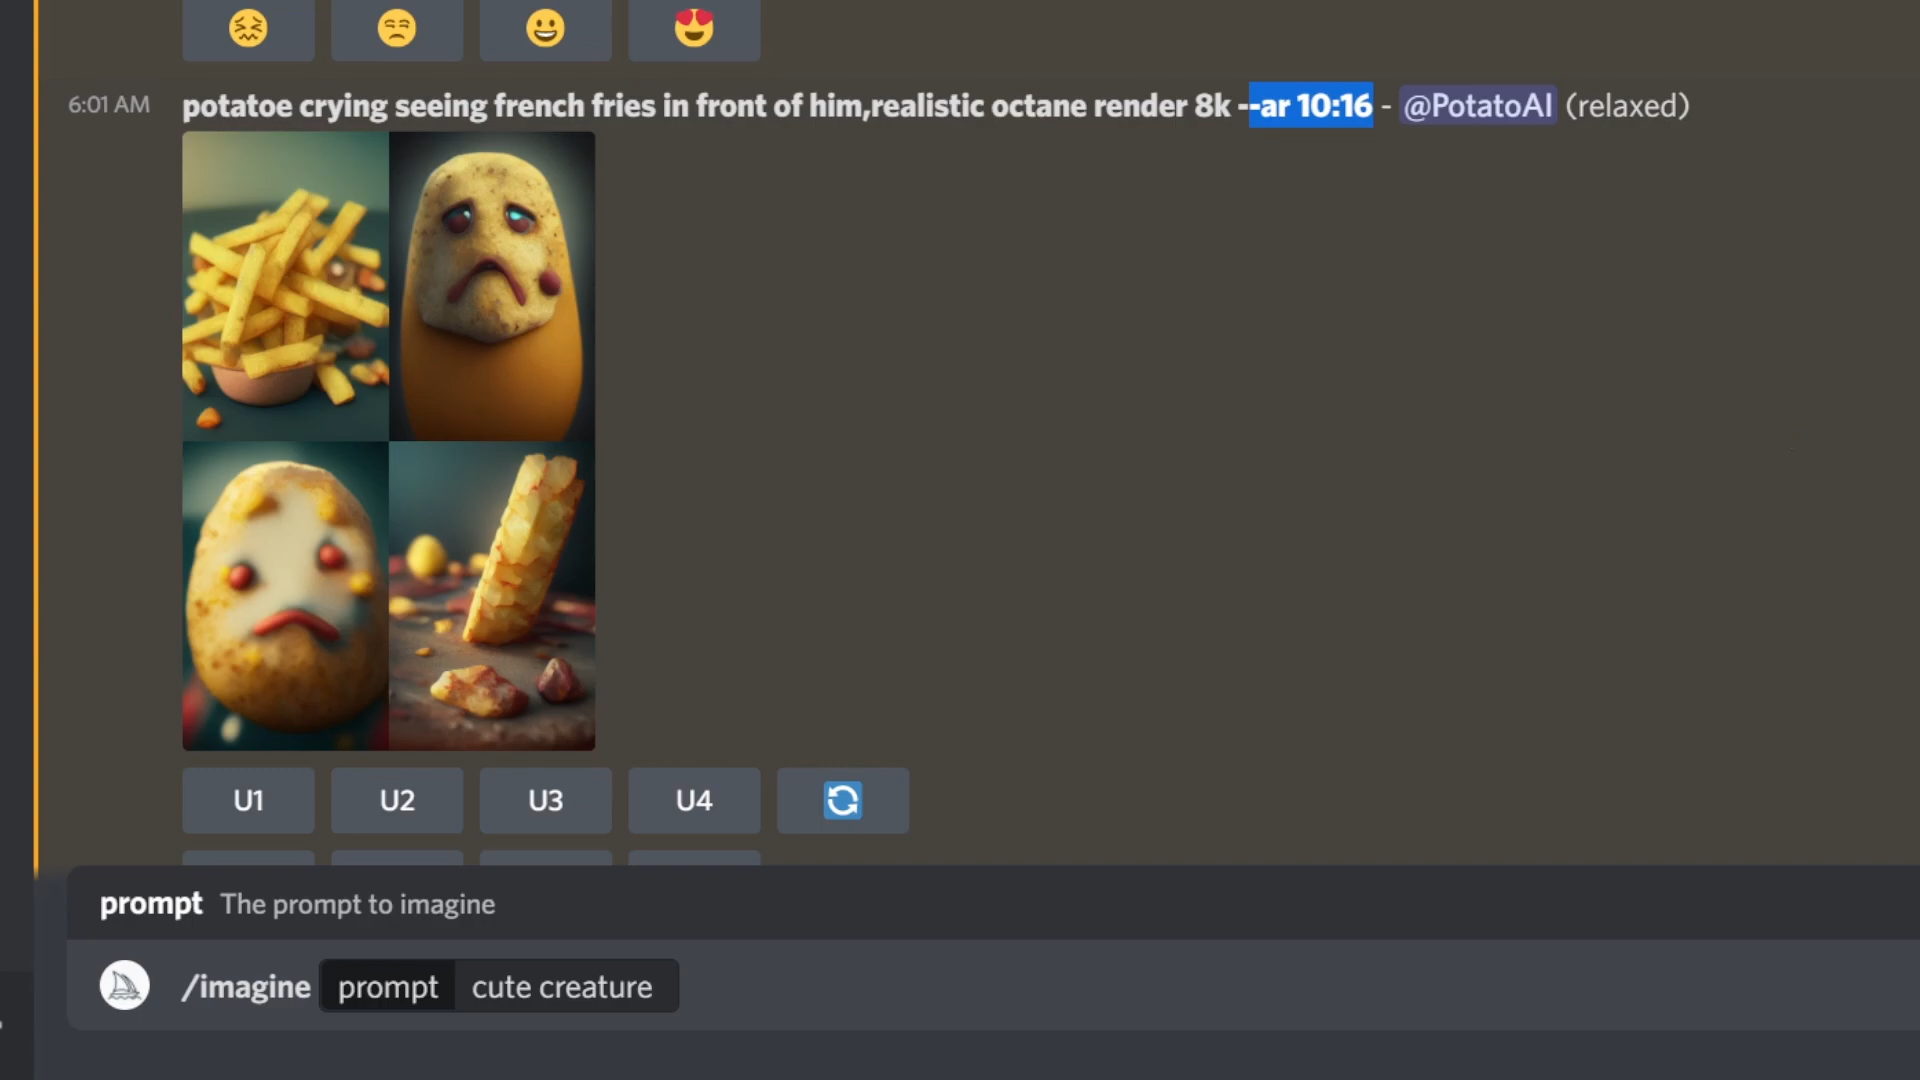 6:01 AM potatoe crying seeing french fries in front of him,realistic octane render 8k --ar 10:16 - @PotatoAI (relaxed)
U1 U2 U3 U4
prompt The prompt to imagine
/imagine prompt cute creature